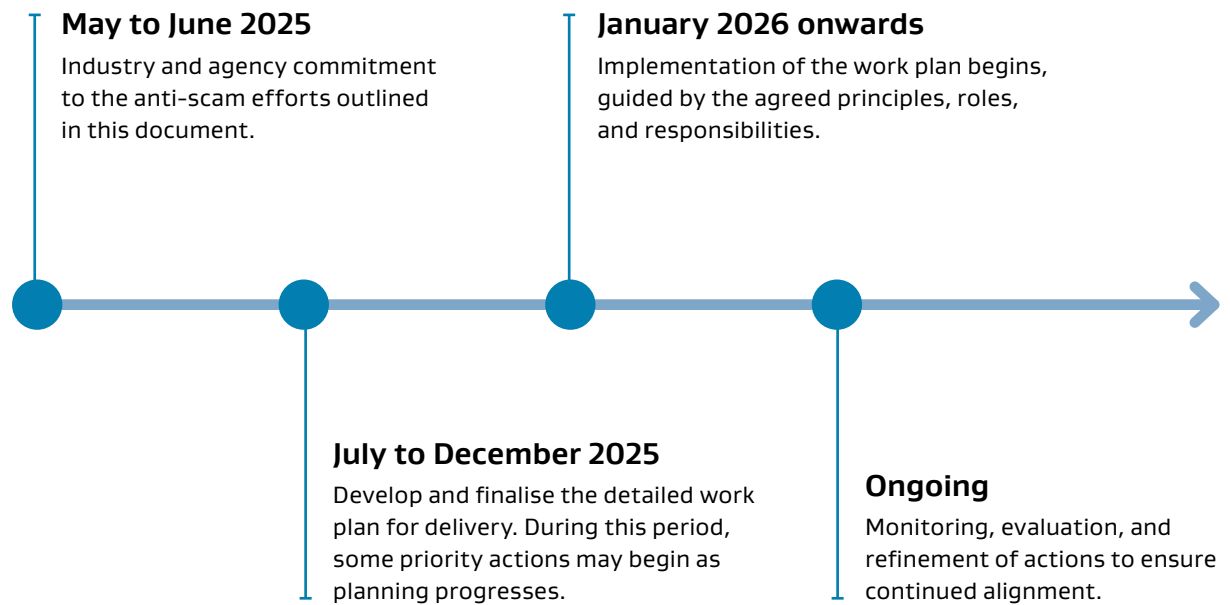 May to June 2025
Industry and agency commitment
to the anti-scam efforts outlined
in this document.
July to December 2025
Develop and finalise the detailed work
plan for delivery. During this period,
some priority actions may begin as
planning progresses.
January 2026 onwards
Implementation of the work plan begins,
guided by the agreed principles, roles,
and responsibilities.
Ongoing
Monitoring, evaluation, and
refinement of actions to ensure
continued alignment.